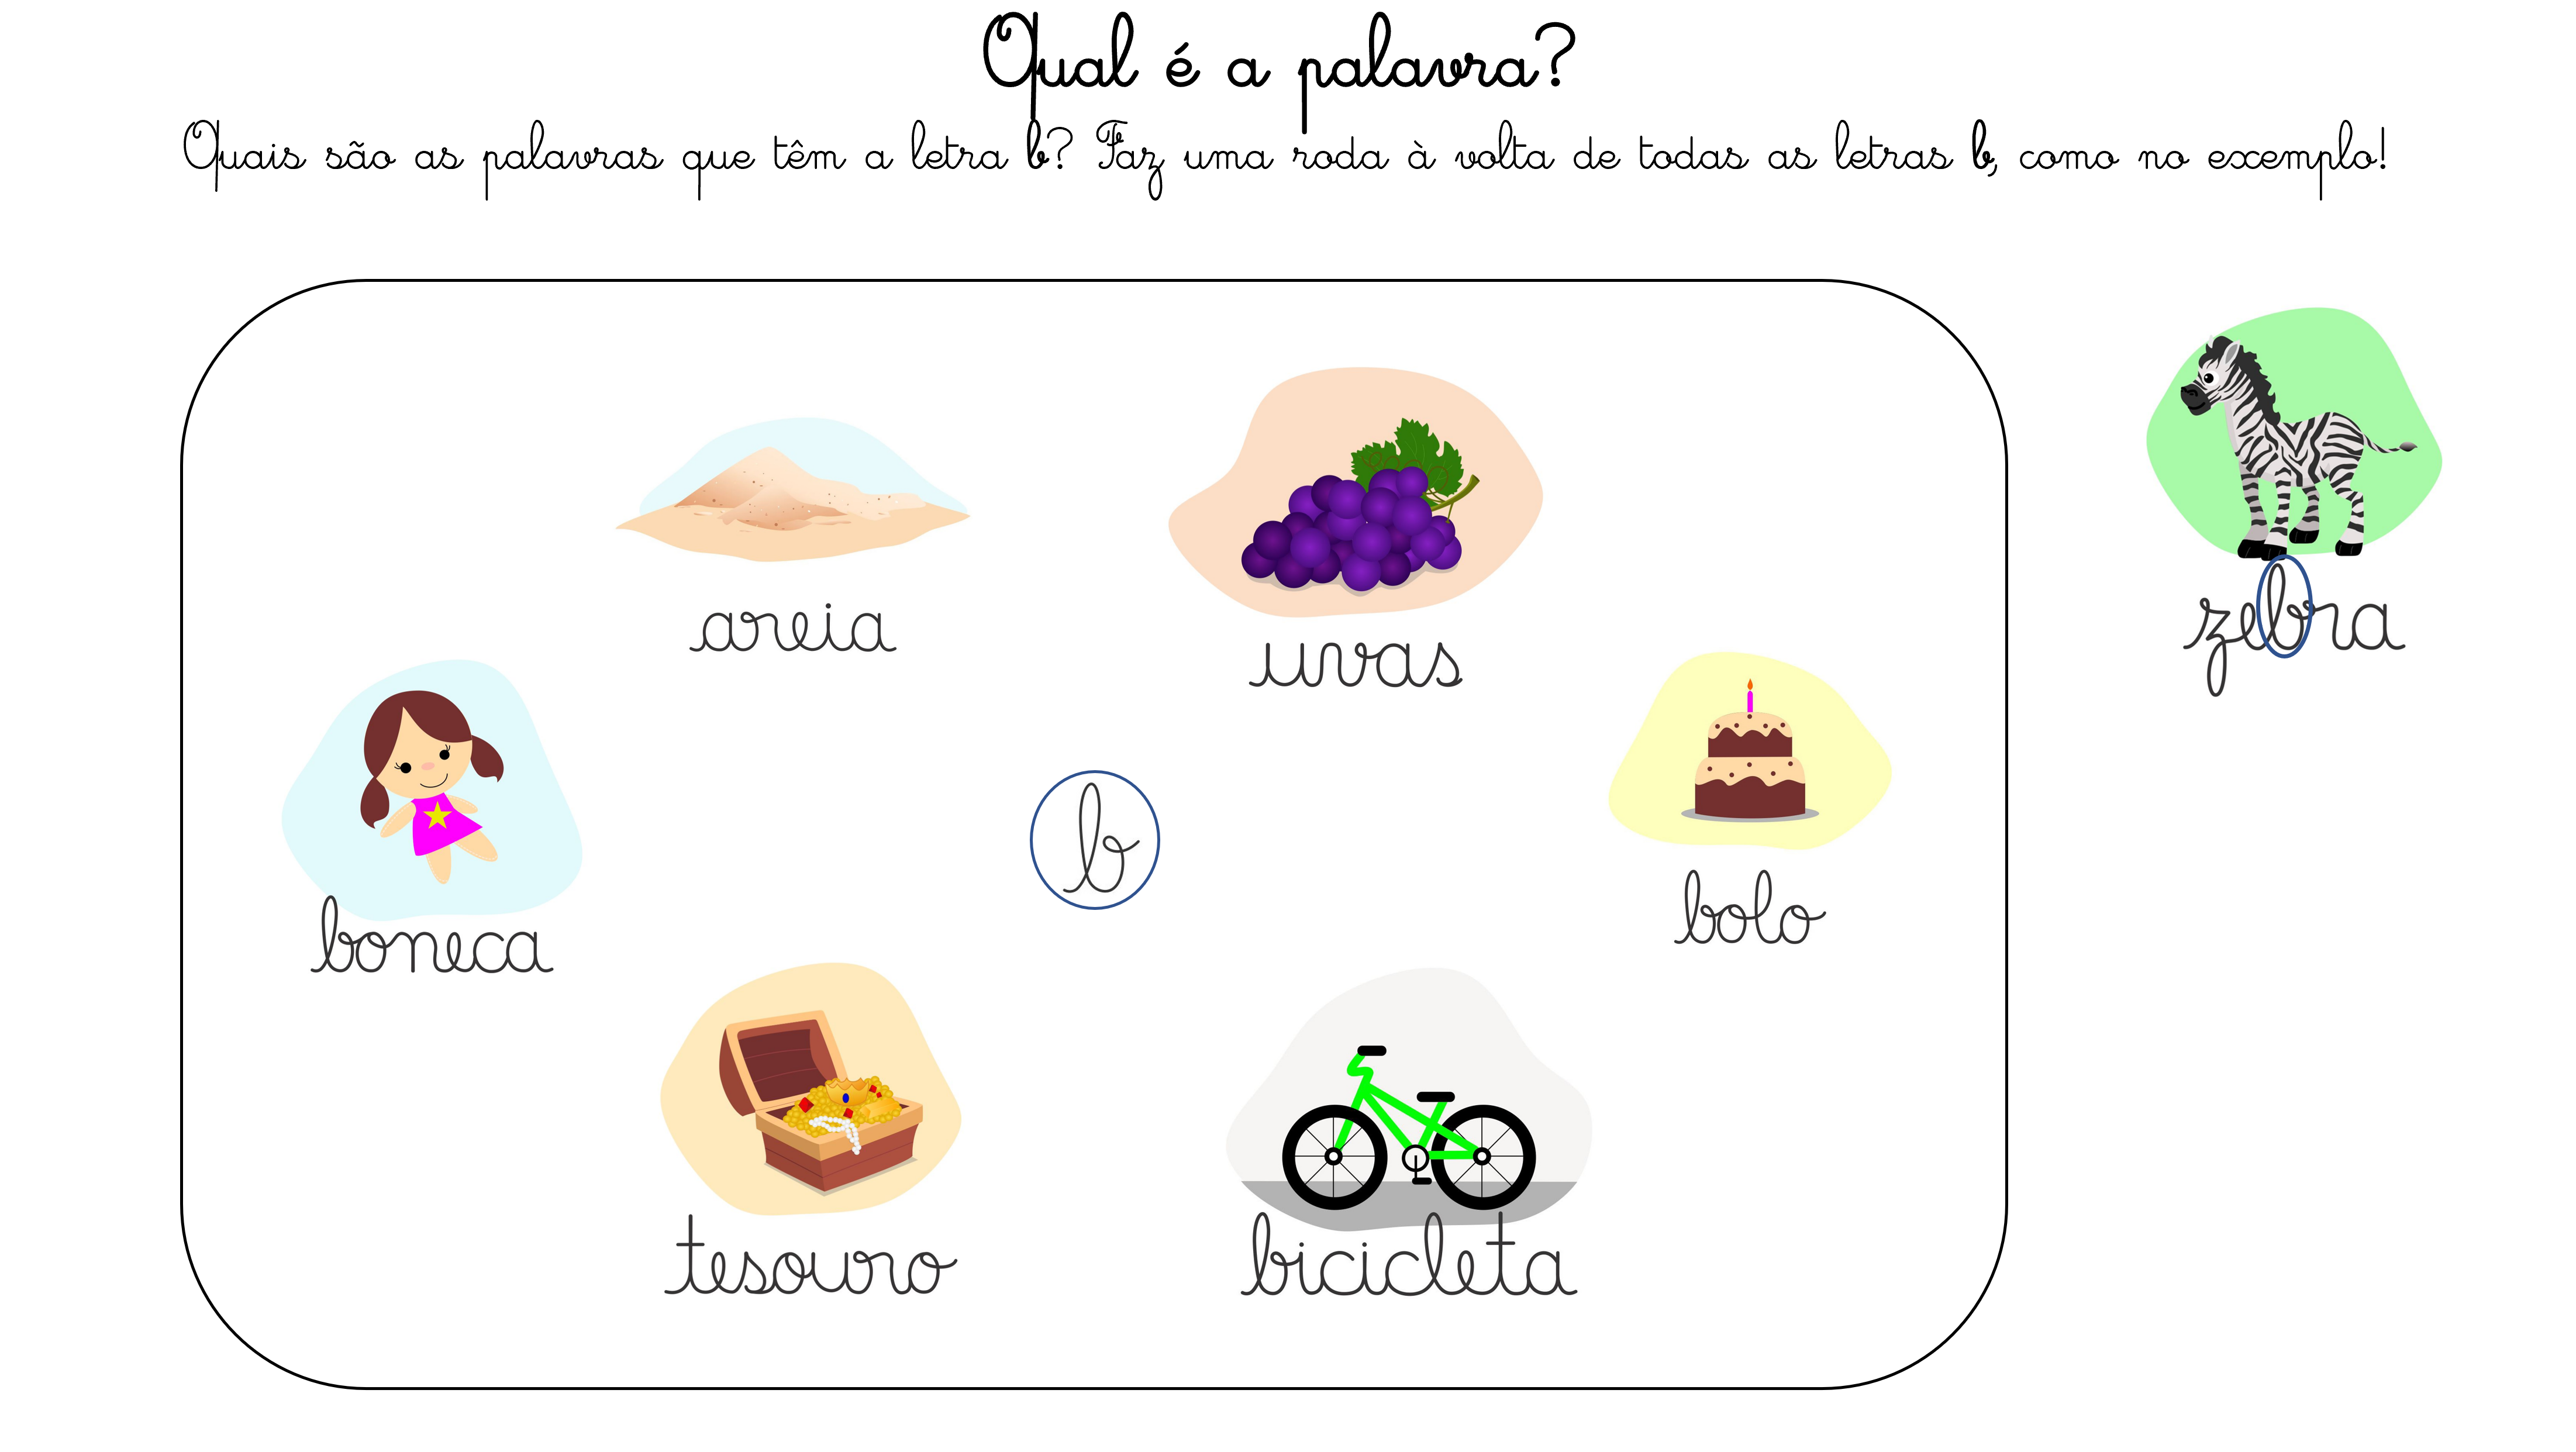 Qual é a palavra?
Quais são as palavras que têm a letra b? Faz uma roda à volta de todas as letras b, como no exemplo!
zebra
areia
uvas
boneca
b
bolo
tesouro
bicicleta